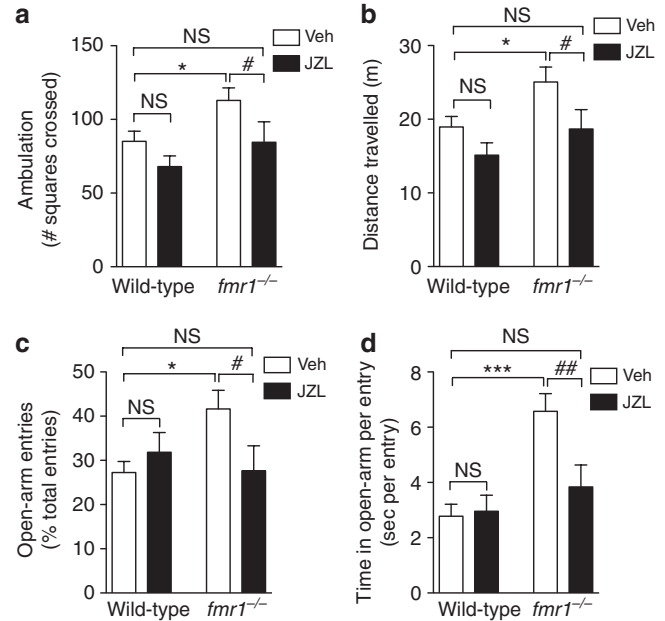 a
NS
Veh
JZL
*
#
NS
150
100
50
0
Ambulation
(# squares crossed)
Wild-type
fmr1⁻/⁻
b
NS
Veh
JZL
*
#
NS
30
20
10
0
Distance travelled (m)
Wild-type
fmr1⁻/⁻
c
NS
Veh
JZL
*
#
NS
50
40
30
20
10
0
Open-arm entries
(% total entries)
Wild-type
fmr1⁻/⁻
d
NS
Veh
JZL
***
##
NS
8
6
4
2
0
Time in open-arm per entry
(sec per entry)
Wild-type
fmr1⁻/⁻